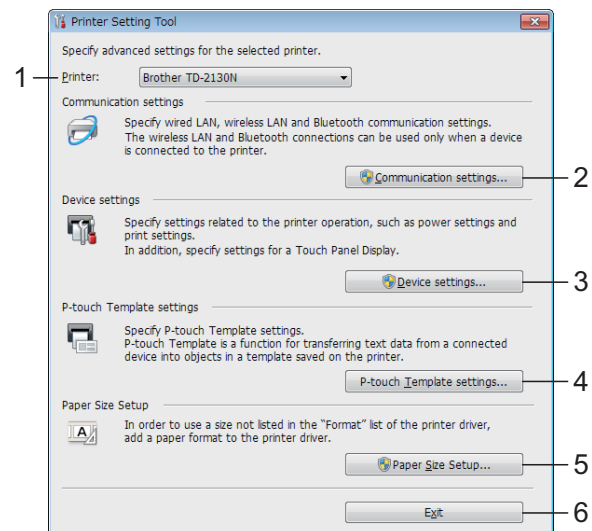 Printer Setting Tool
Specify advanced settings for the selected printer.
1
Printer: Brother TD-2130N
Communication settings
Specify wired LAN, wireless LAN and Bluetooth communication settings.
The wireless LAN and Bluetooth connections can be used only when a device
is connected to the printer.
Communication settings... 2
Device settings
Specify settings related to the printer operation, such as power settings and
print settings.
In addition, specify settings for a Touch Panel Display.
Device settings... 3
P-touch Template settings
Specify P-touch Template settings.
P-touch Template is a function for transferring text data from a connected
device into objects in a template saved on the printer.
P-touch Template settings... 4
Paper Size Setup
A
In order to use a size not listed in the "Format" list of the printer driver,
add a paper format to the printer driver.
Paper Size Setup... 5
Exit 6